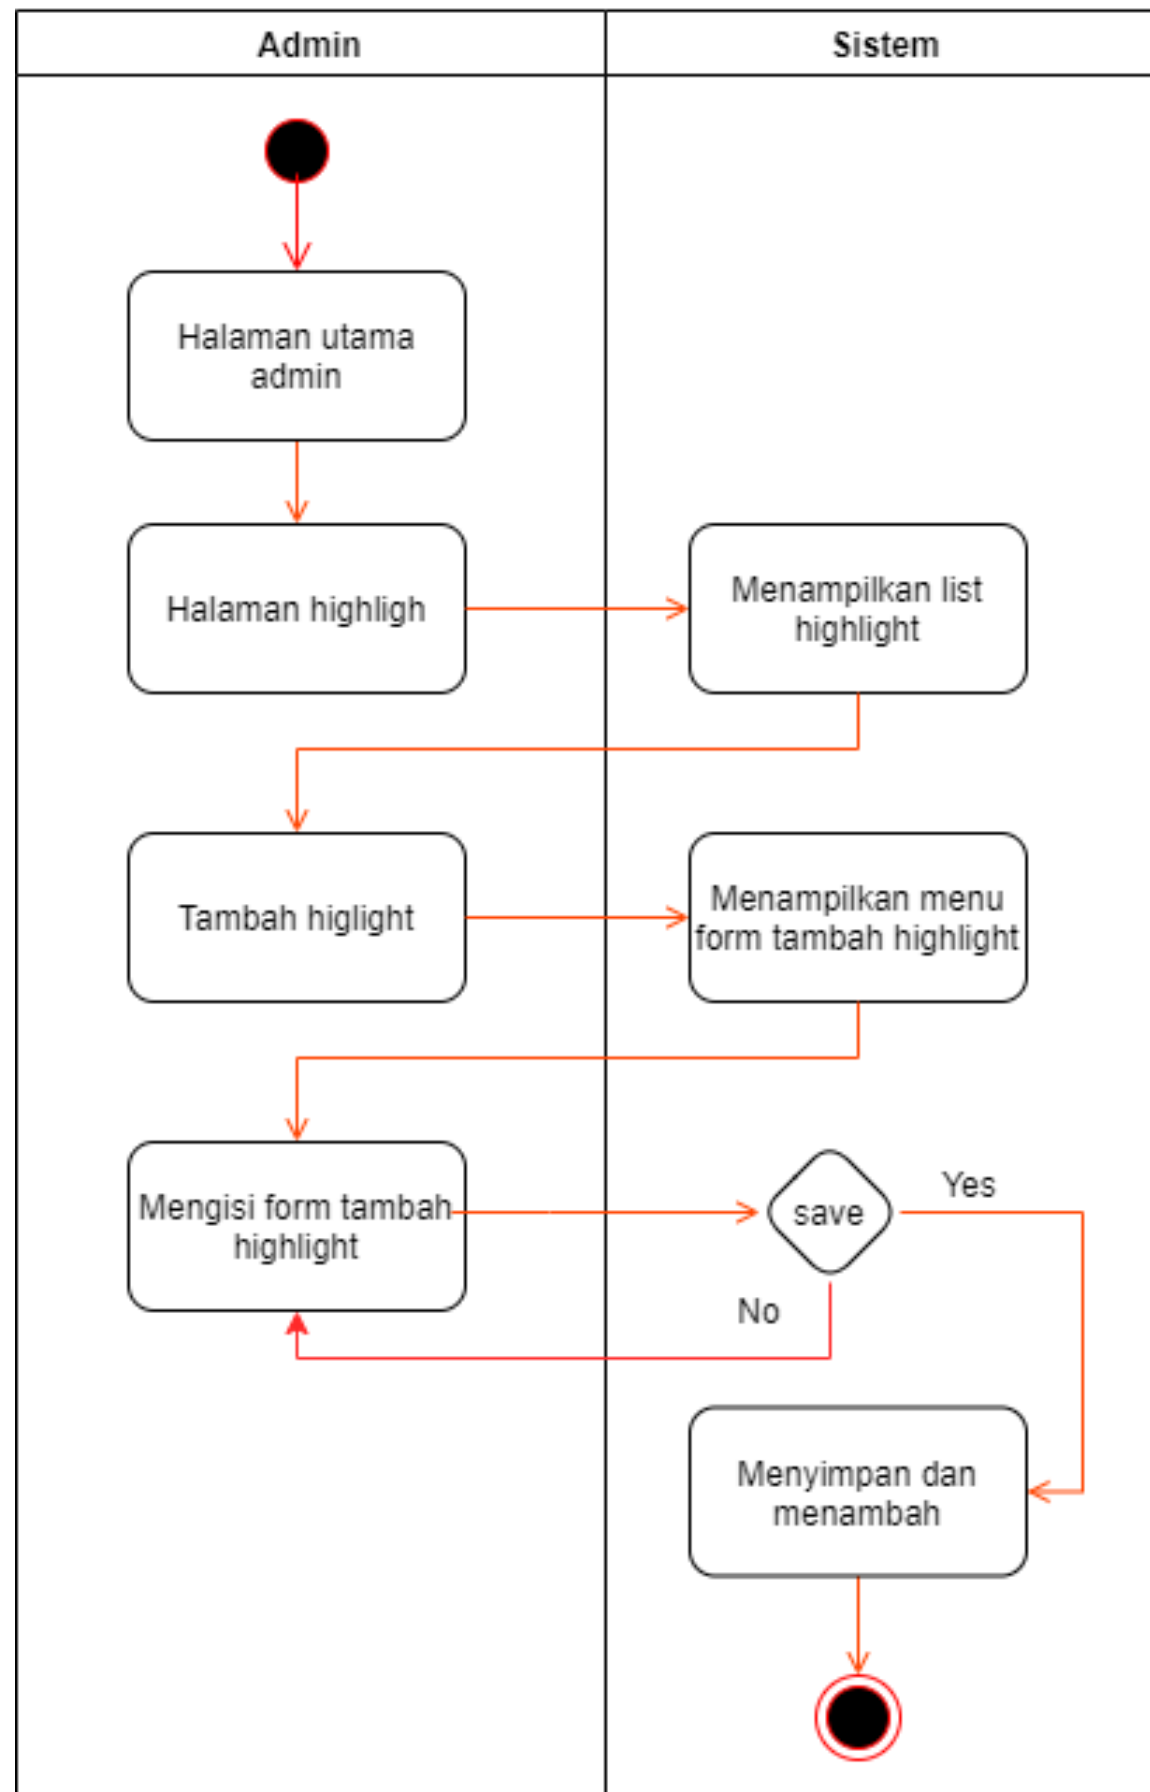 Admin
Sistem
Halaman utama
admin
Halaman highligh
Menampilkan list
highlight
Tambah higlight
Menampilkan menu
form tambah highlight
Mengisi form tambah
highlight
save
Yes
No
Menyimpan dan
menambah